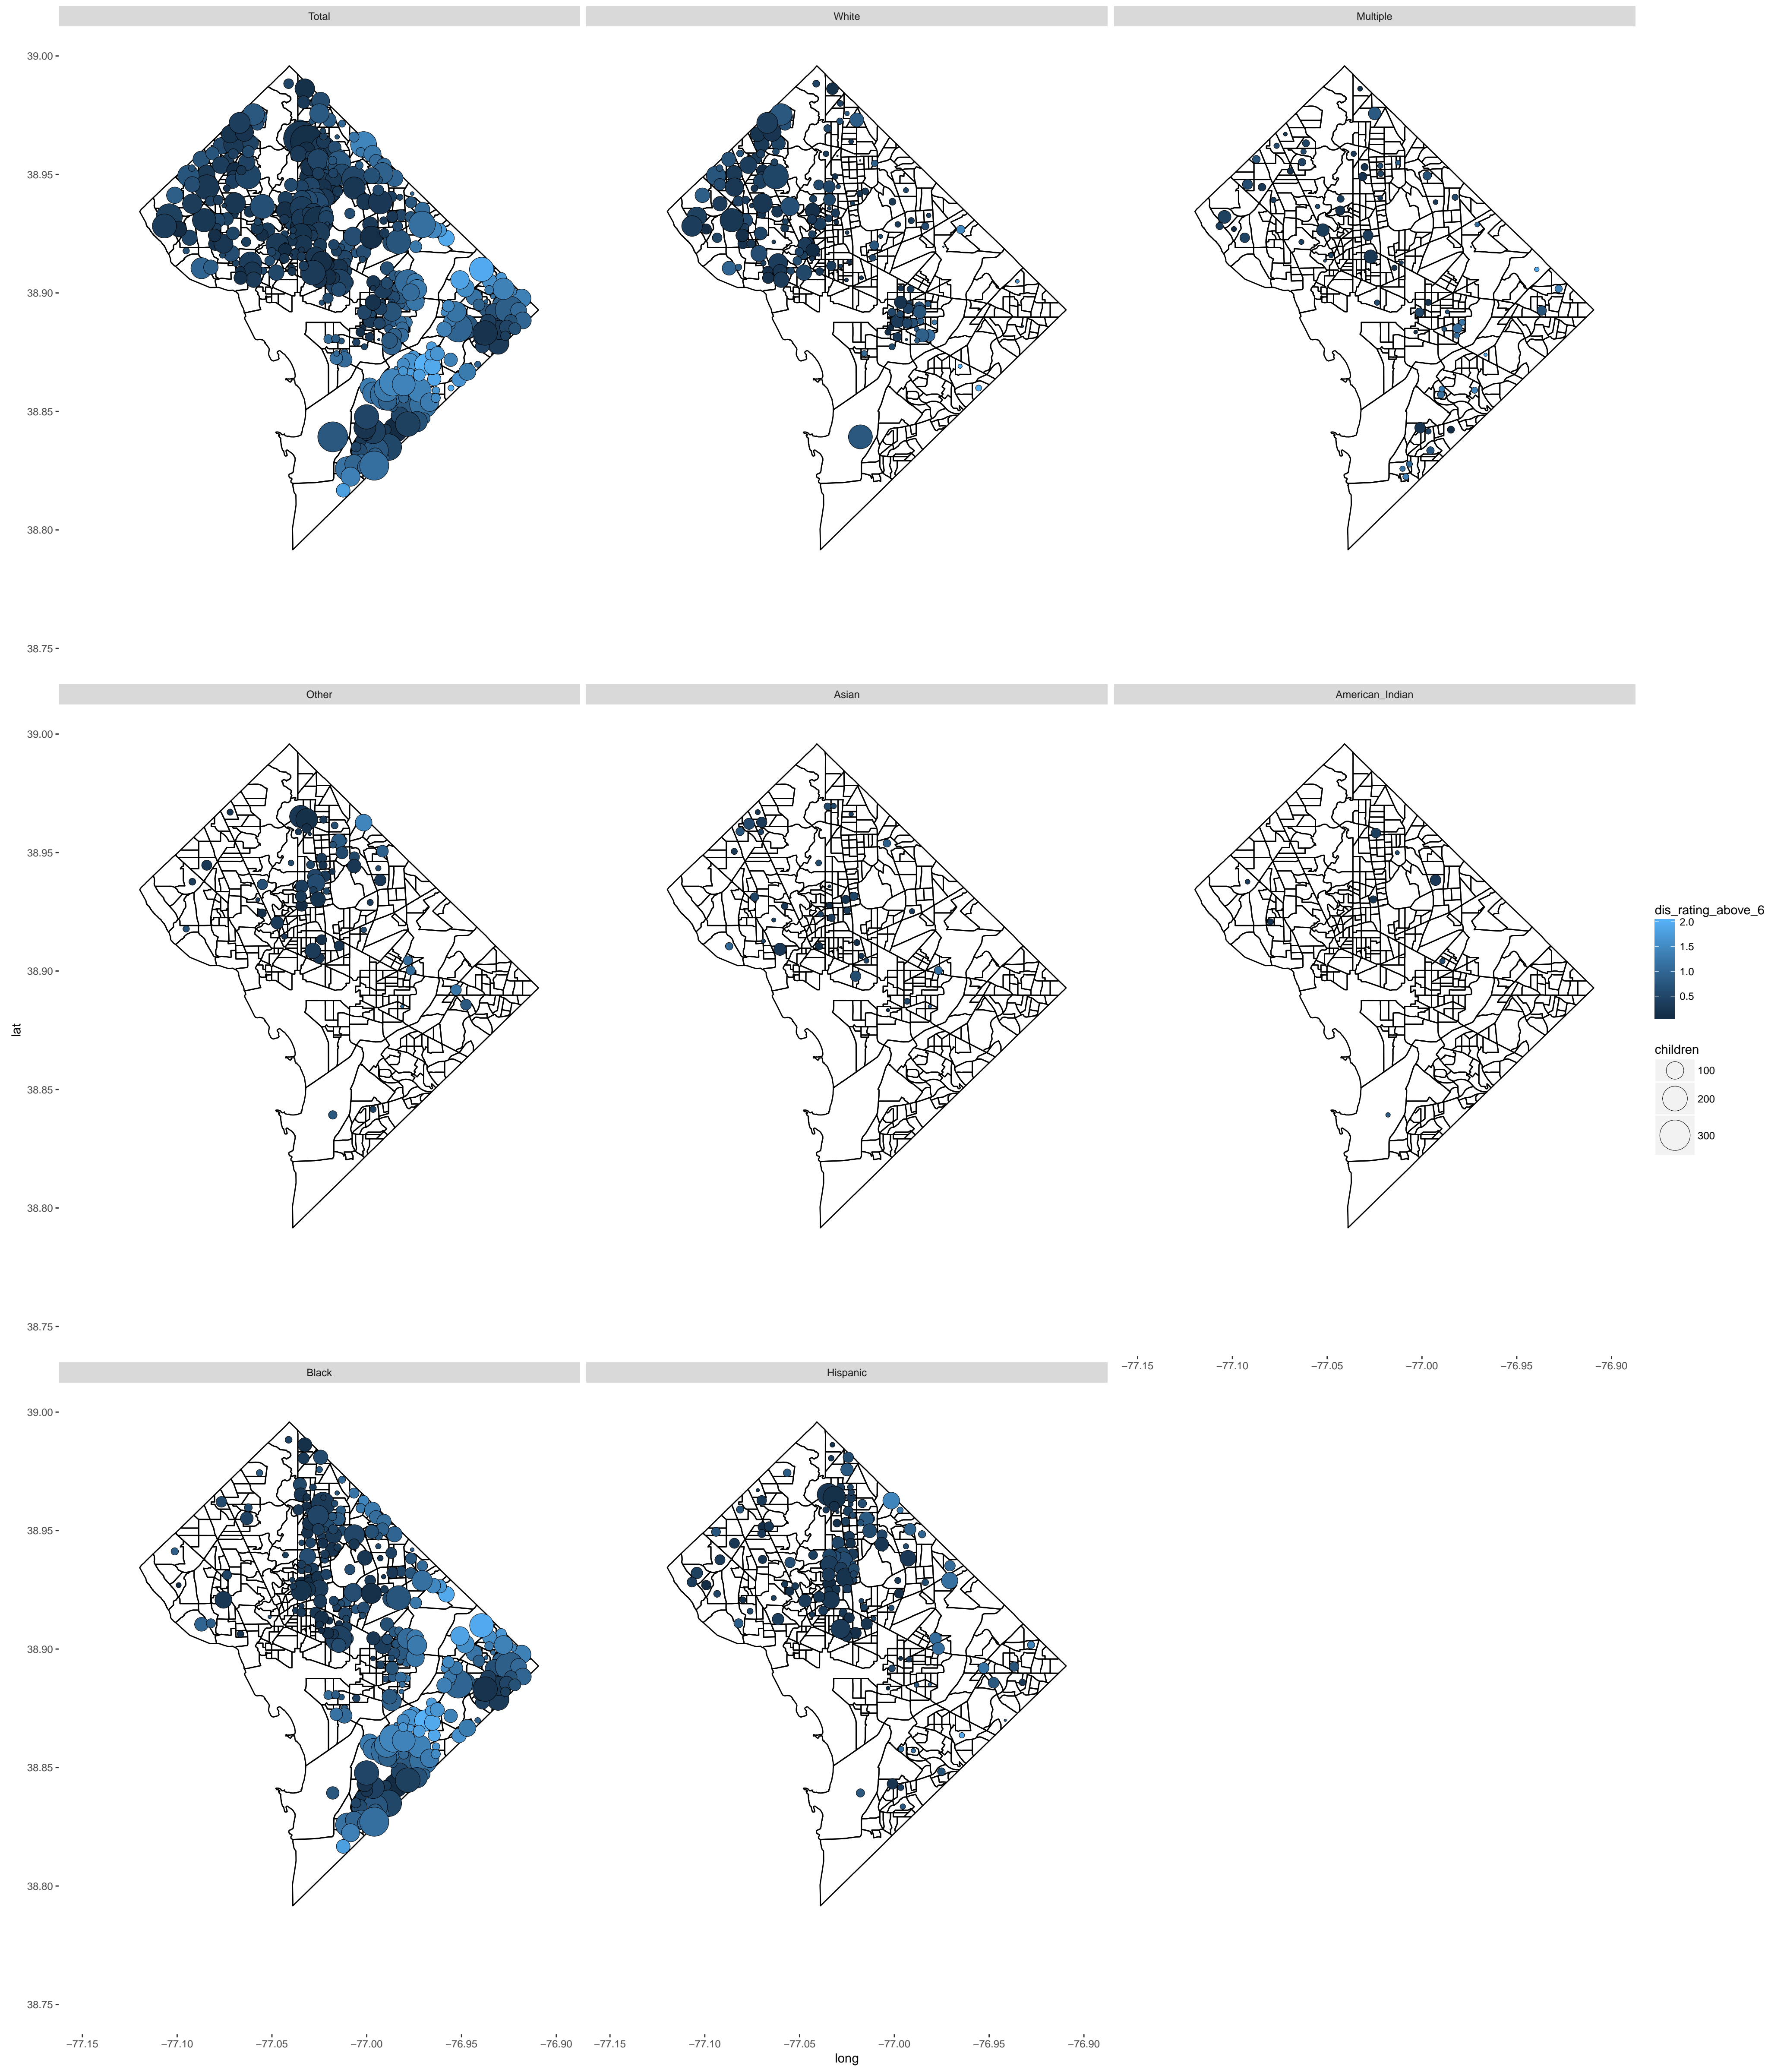 Total White Multiple
39.00
38.95
38.90
38.85
38.80
38.75
Other Asian American_Indian
39.00
38.95
38.90
38.85
38.80
38.75
lat
dis_rating_above_6
2.0
1.5
1.0
0.5
children
100
200
300
−77.15 −77.10 −77.05 −77.00 −76.95 −76.90
Black Hispanic
39.00
38.95
38.90
38.85
38.80
38.75
−77.15 −77.10 −77.05 −77.00 −76.95 −76.90 −77.15 −77.10 −77.05 −77.00 −76.95 −76.90
long